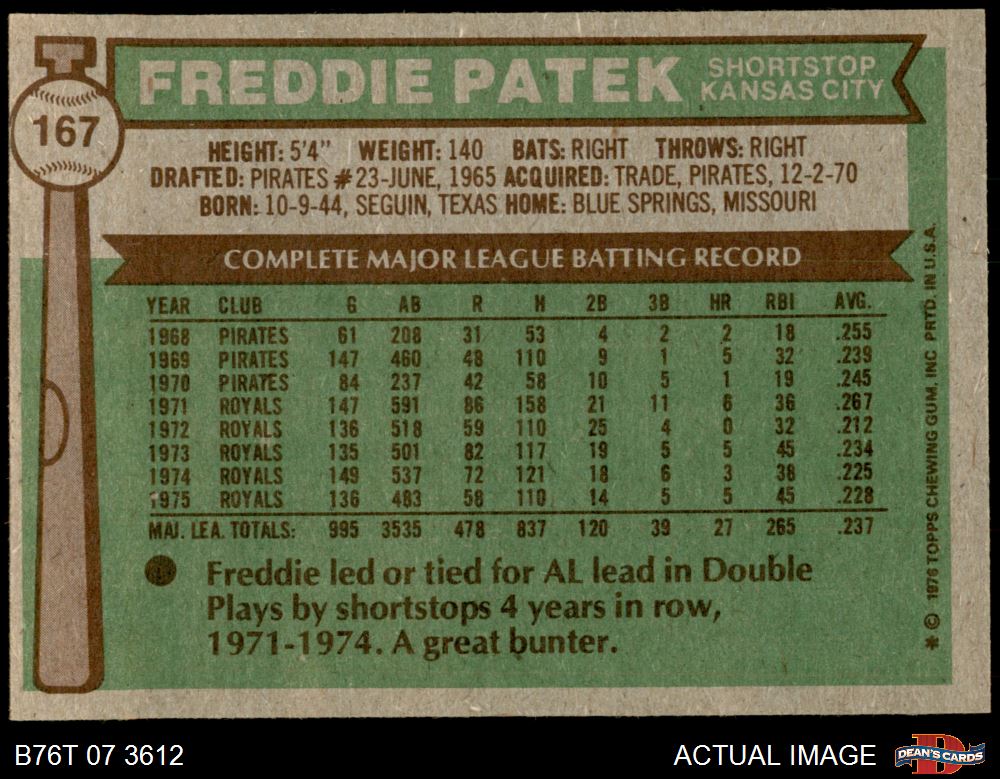 FREDDIE PATEK
SHORTSTOP
KANSAS CITY
167
HEIGHT: 5'4" WEIGHT: 140 BATS: RIGHT THROWS: RIGHT
DRAFTED: PIRATES #23-JUNE, 1965 ACQUIRED: TRADE, PIRATES, 12-2-70
BORN: 10-9-44, SEGUIN, TEXAS HOME: BLUE SPRINGS, MISSOURI
COMPLETE MAJOR LEAGUE BATTING RECORD
YEAR CLUB G AB R H 2B 3B HR RBI AVG.
1968 PIRATES 61 208 31 53 4 2 2 18 .255
1969 PIRATES 147 460 48 110 9 1 5 32 .239
1970 PIRATES 84 237 42 58 10 5 1 19 .245
1971 ROYALS 147 591 86 158 21 11 6 36 .267
1972 ROYALS 136 518 59 110 25 4 0 32 .212
1973 ROYALS 135 501 82 117 19 5 5 45 .234
1974 ROYALS 149 537 72 121 18 6 3 38 .225
1975 ROYALS 136 483 58 110 14 5 5 45 .228
MAJ. LEA. TOTALS: 995 3535 478 837 120 39 27 265 .237
Freddie led or tied for AL lead in Double
Plays by shortstops 4 years in row,
1971-1974. A great bunter.
* © 1976 TOPPS CHEWING GUM, INC PRTD. IN U.S.A.
B76T 07 3612
ACTUAL IMAGE
DEAN'S CARDS